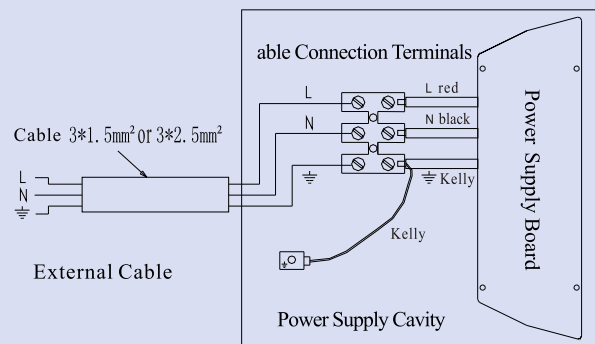 able Connection Terminals
L red
L
N black
N
Cable 3*1.5mm² or 3*2.5mm²
L
N
Kelly
Kelly
External Cable
Power Supply Board
Power Supply Cavity